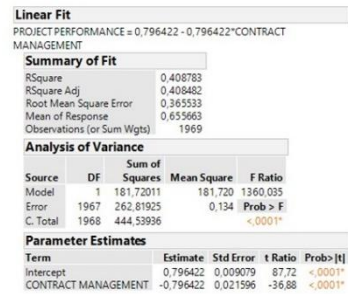 Linear Fit
PROJECT PERFORMANCE = 0,796422 - 0,796422*CONTRACT
MANAGEMENT
Summary of Fit
RSquare 0,408783
RSquare Adj 0,408482
Root Mean Square Error 0,365533
Mean of Response 0,655663
Observations (or Sum Wgts) 1969
Analysis of Variance
Sum of
Source DF Squares Mean Square F Ratio
Model 1 181,72011 181,720 1360,035
Error 1967 262,81925 0,134 Prob > F
C. Total 1968 444,53936 <,0001*
Parameter Estimates
Term Estimate Std Error t Ratio Prob>|t|
Intercept 0,796422 0,009079 87,72 <,0001*
CONTRACT MANAGEMENT -0,796422 0,021596 -36,88 <,0001*